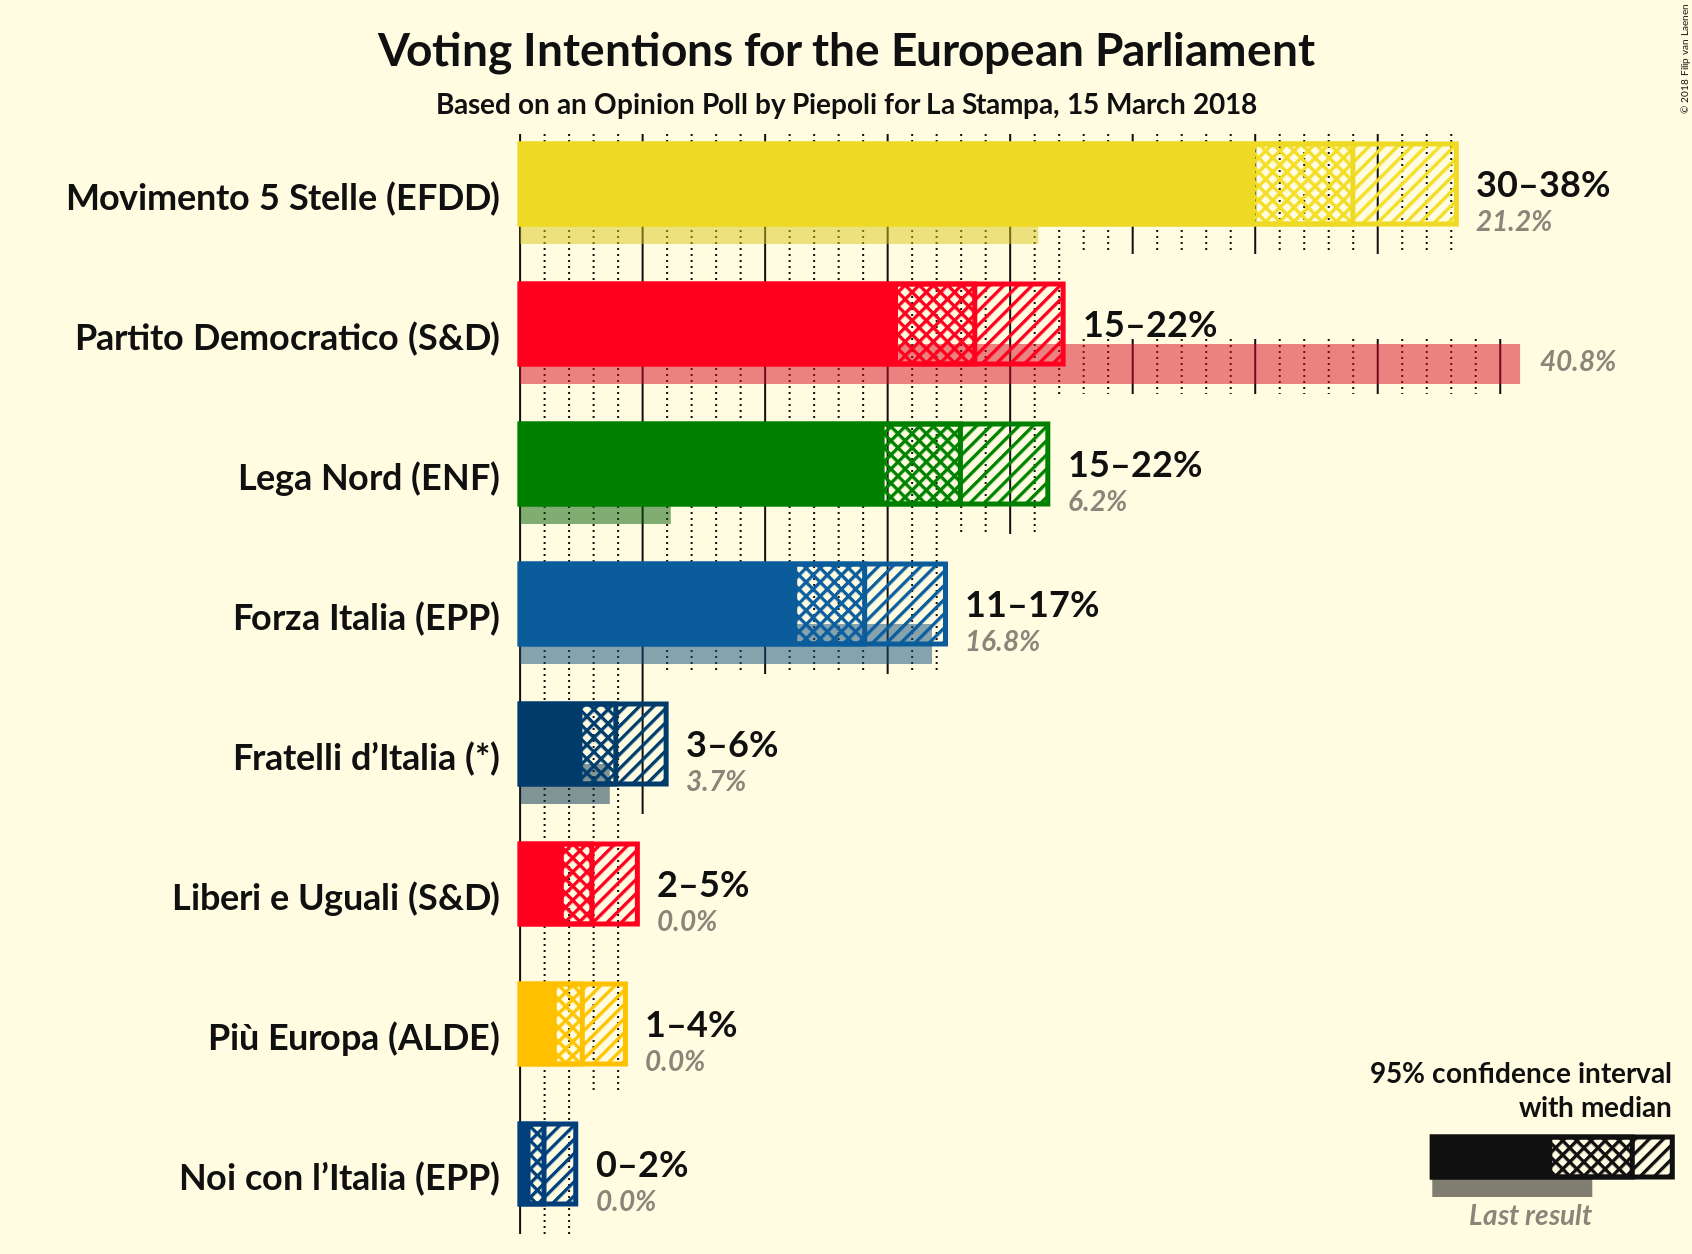 Voting Intentions for the European Parliament
Based on an Opinion Poll by Piepoli for La Stampa, 15 March 2018
© 2018 Filip van Laenen
Movimento 5 Stelle (EFDD)
30–38%
21.2%
Partito Democratico (S&D)
15–22%
40.8%
Lega Nord (ENF)
15–22%
6.2%
Forza Italia (EPP)
11–17%
16.8%
Fratelli d’Italia (*)
3–6%
3.7%
Liberi e Uguali (S&D)
2–5%
0.0%
Più Europa (ALDE)
1–4%
0.0%
Noi con l’Italia (EPP)
0–2%
0.0%
95% confidence interval
with median
Last result